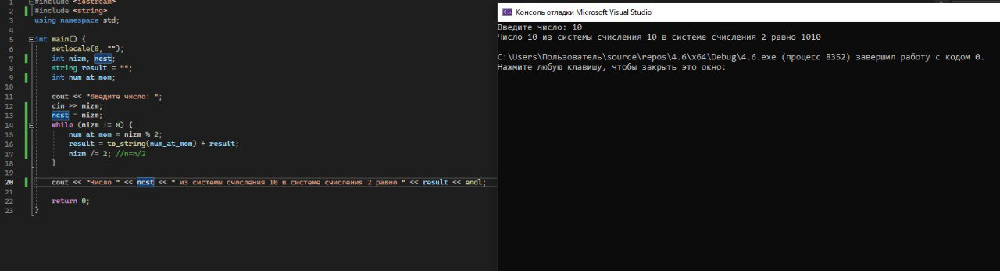 1 #include <iostream>
2 #include <string>
3 using namespace std;
4
5 int main() {
6 setlocale(0, "");
7 int nizm, ncst;
8 string result = "";
9 int num_at_mom;
10
11 cout << "Введите число: ";
12 cin >> nizm;
13 ncst = nizm;
14 while (nizm != 0) {
15 num_at_mom = nizm % 2;
16 result = to_string(num_at_mom) + result;
17 nizm /= 2; //n=n/2
18 }
19
20 cout << "Число " << ncst << " из системы счисления 10 в системе счисления 2 равно " << result << endl;
21
22 return 0;
23 }
Консоль отладки Microsoft Visual Studio
Введите число: 10
Число 10 из системы счисления 10 в системе счисления 2 равно 1010
C:\Users\Пользователь\source\repos\4.6\x64\Debug\4.6.exe (процесс 8352) завершил работу с кодом 0.
Нажмите любую клавишу, чтобы закрыть это окно: